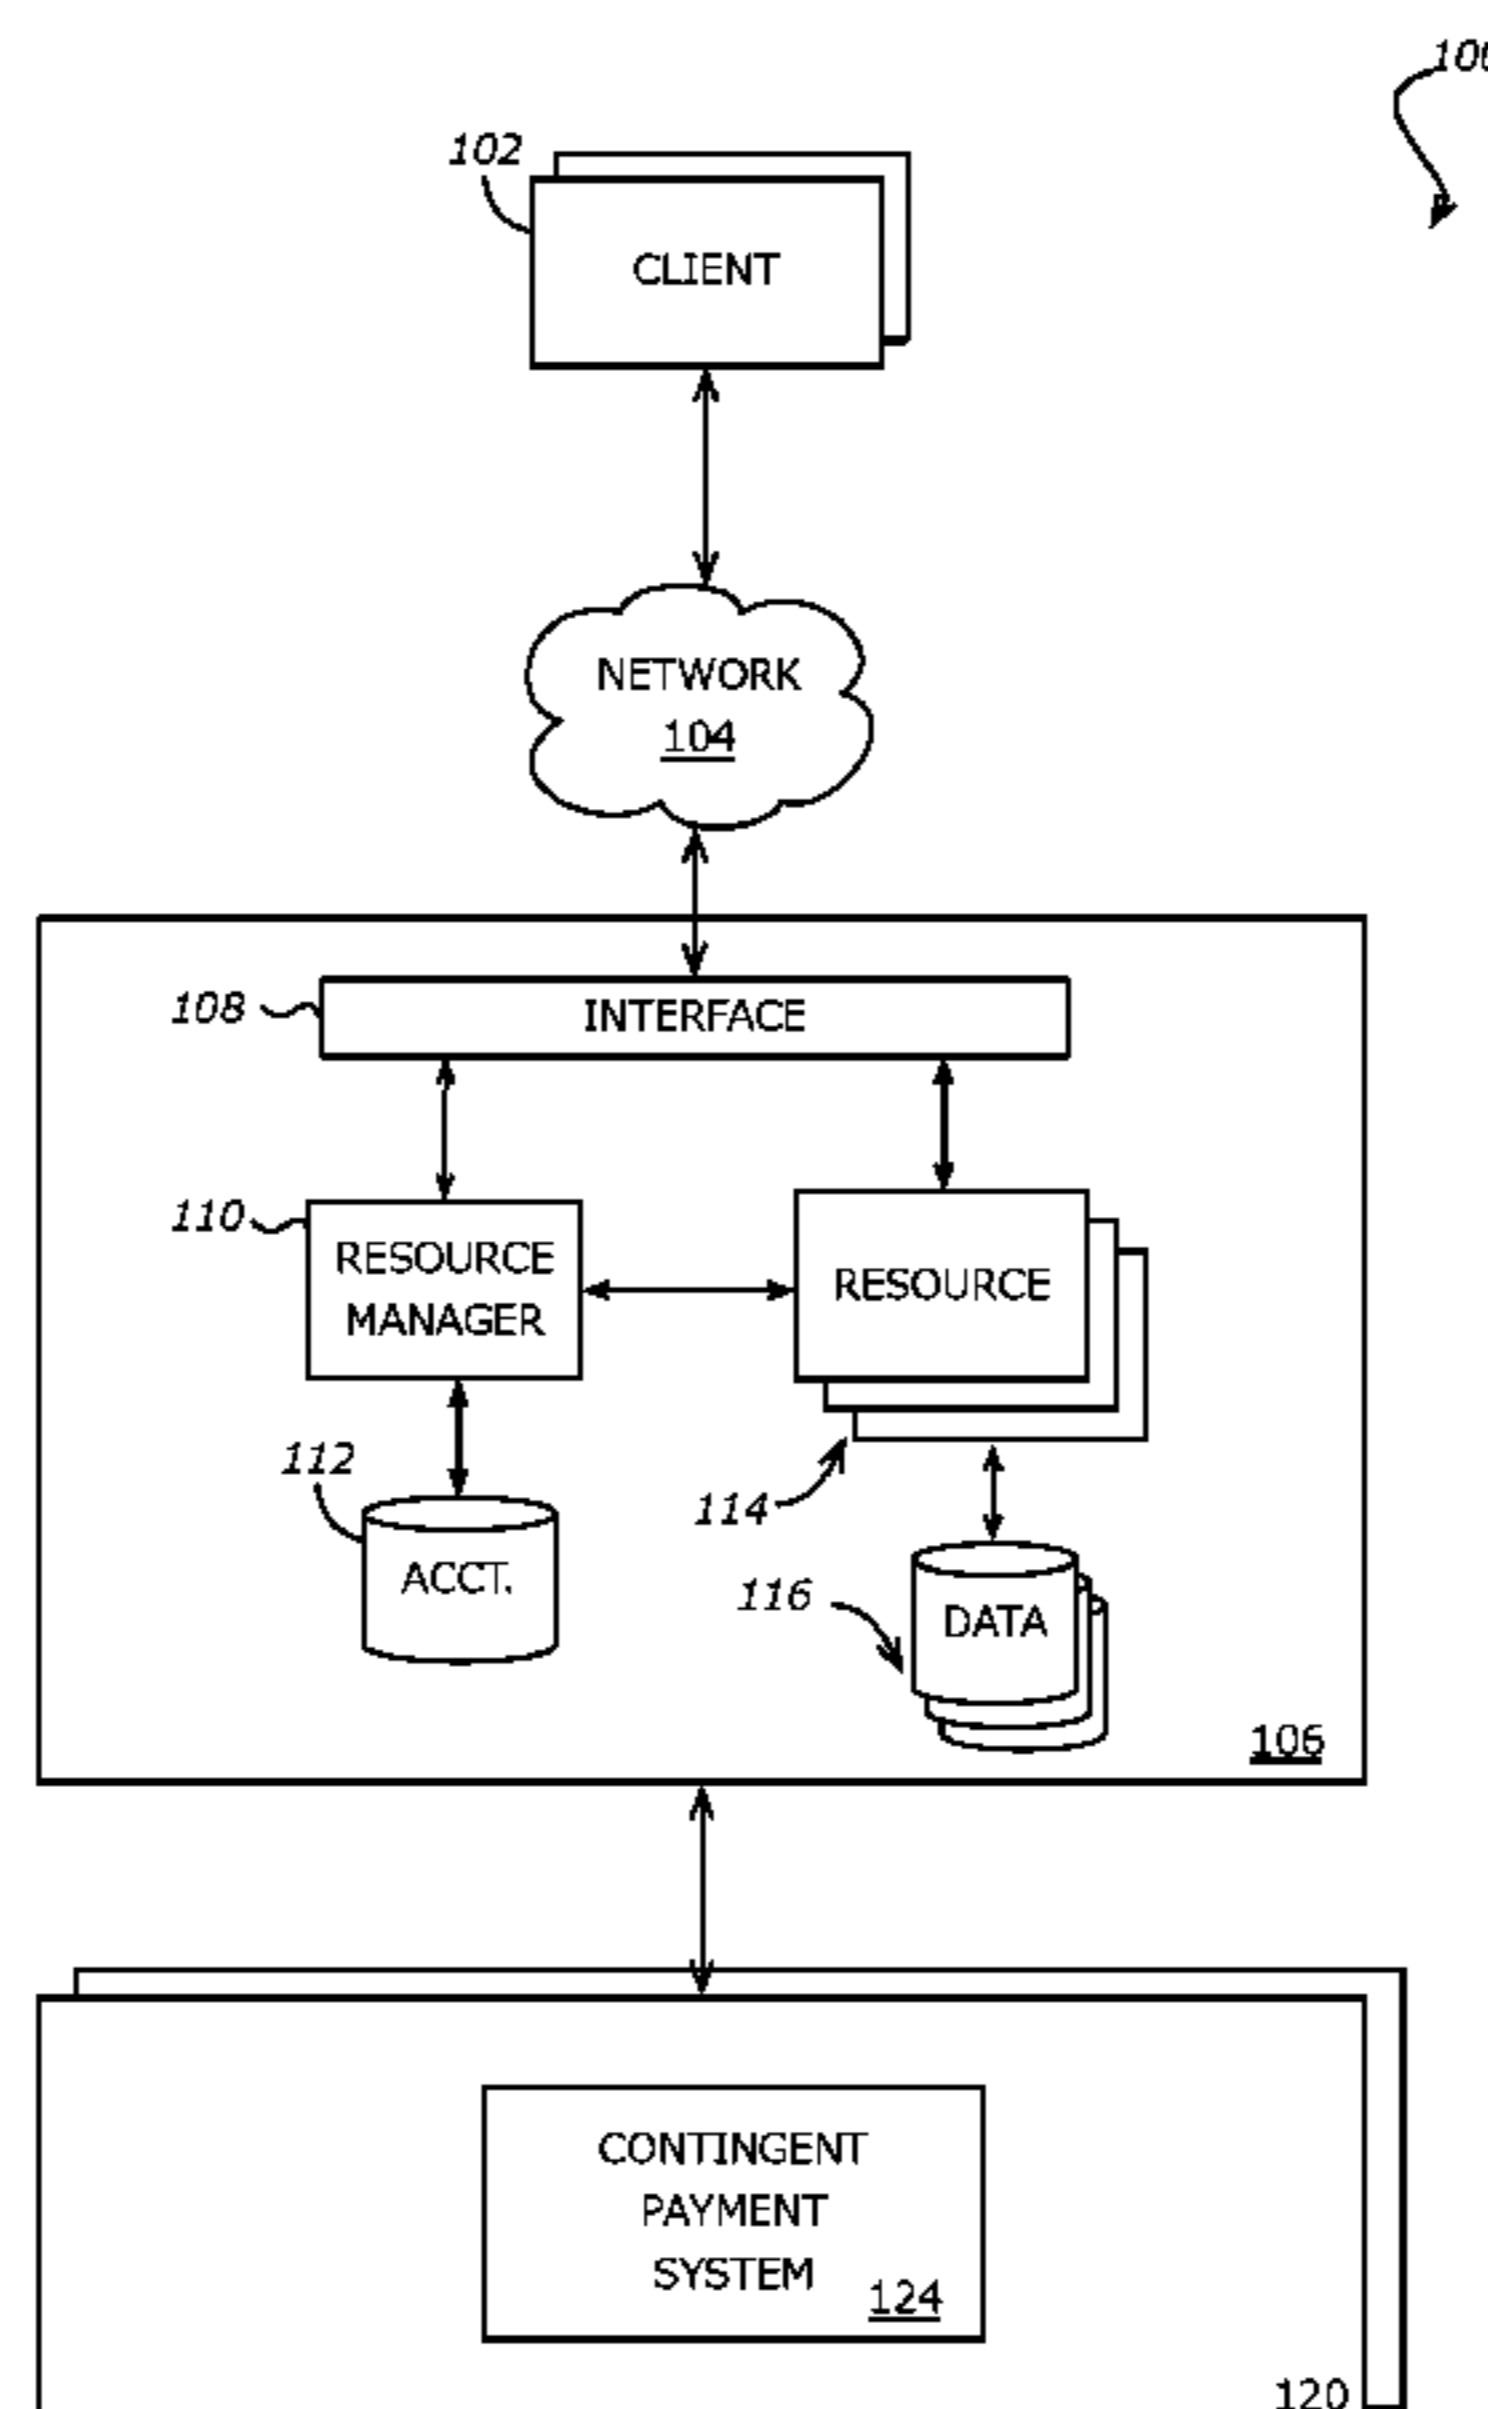 100
102
CLIENT
NETWORK
104
108
INTERFACE
110
RESOURCE
MANAGER
RESOURCE
112
114
ACCT.
116
DATA
106
CONTINGENT
PAYMENT
SYSTEM
124
120